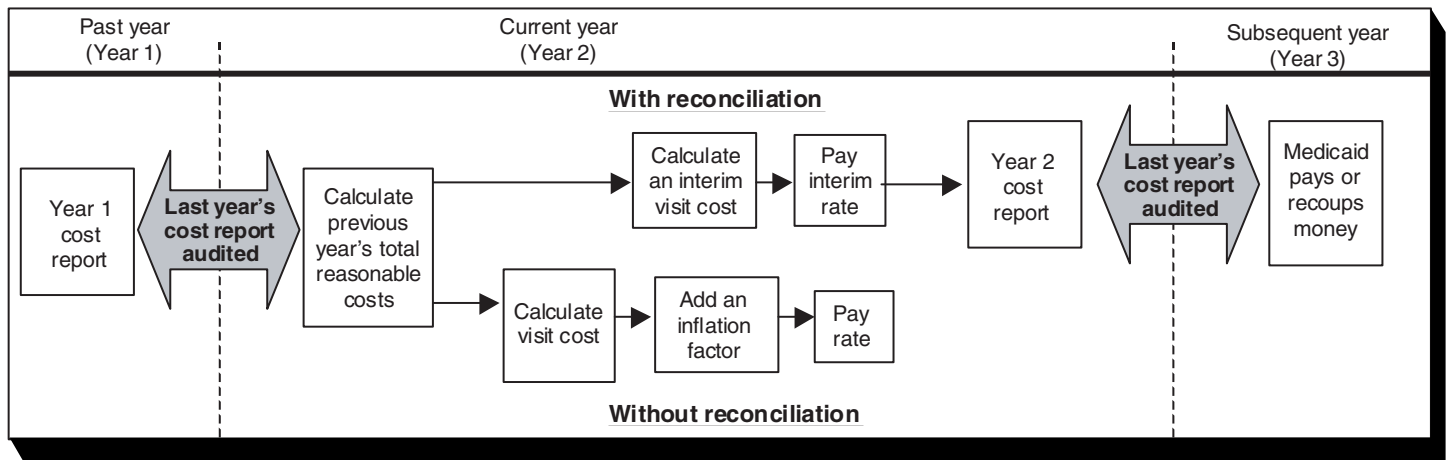 Past year
(Year 1)
Current year
(Year 2)
Subsequent year
(Year 3)
With reconciliation
Year 1
cost
report
Last year's
cost report
audited
Calculate
previous
year's total
reasonable
costs
Calculate
an interim
visit cost
Pay
interim
rate
Year 2
cost
report
Last year's
cost report
audited
Medicaid
pays or
recoups
money
Calculate
visit cost
Add an
inflation
factor
Pay
rate
Without reconciliation